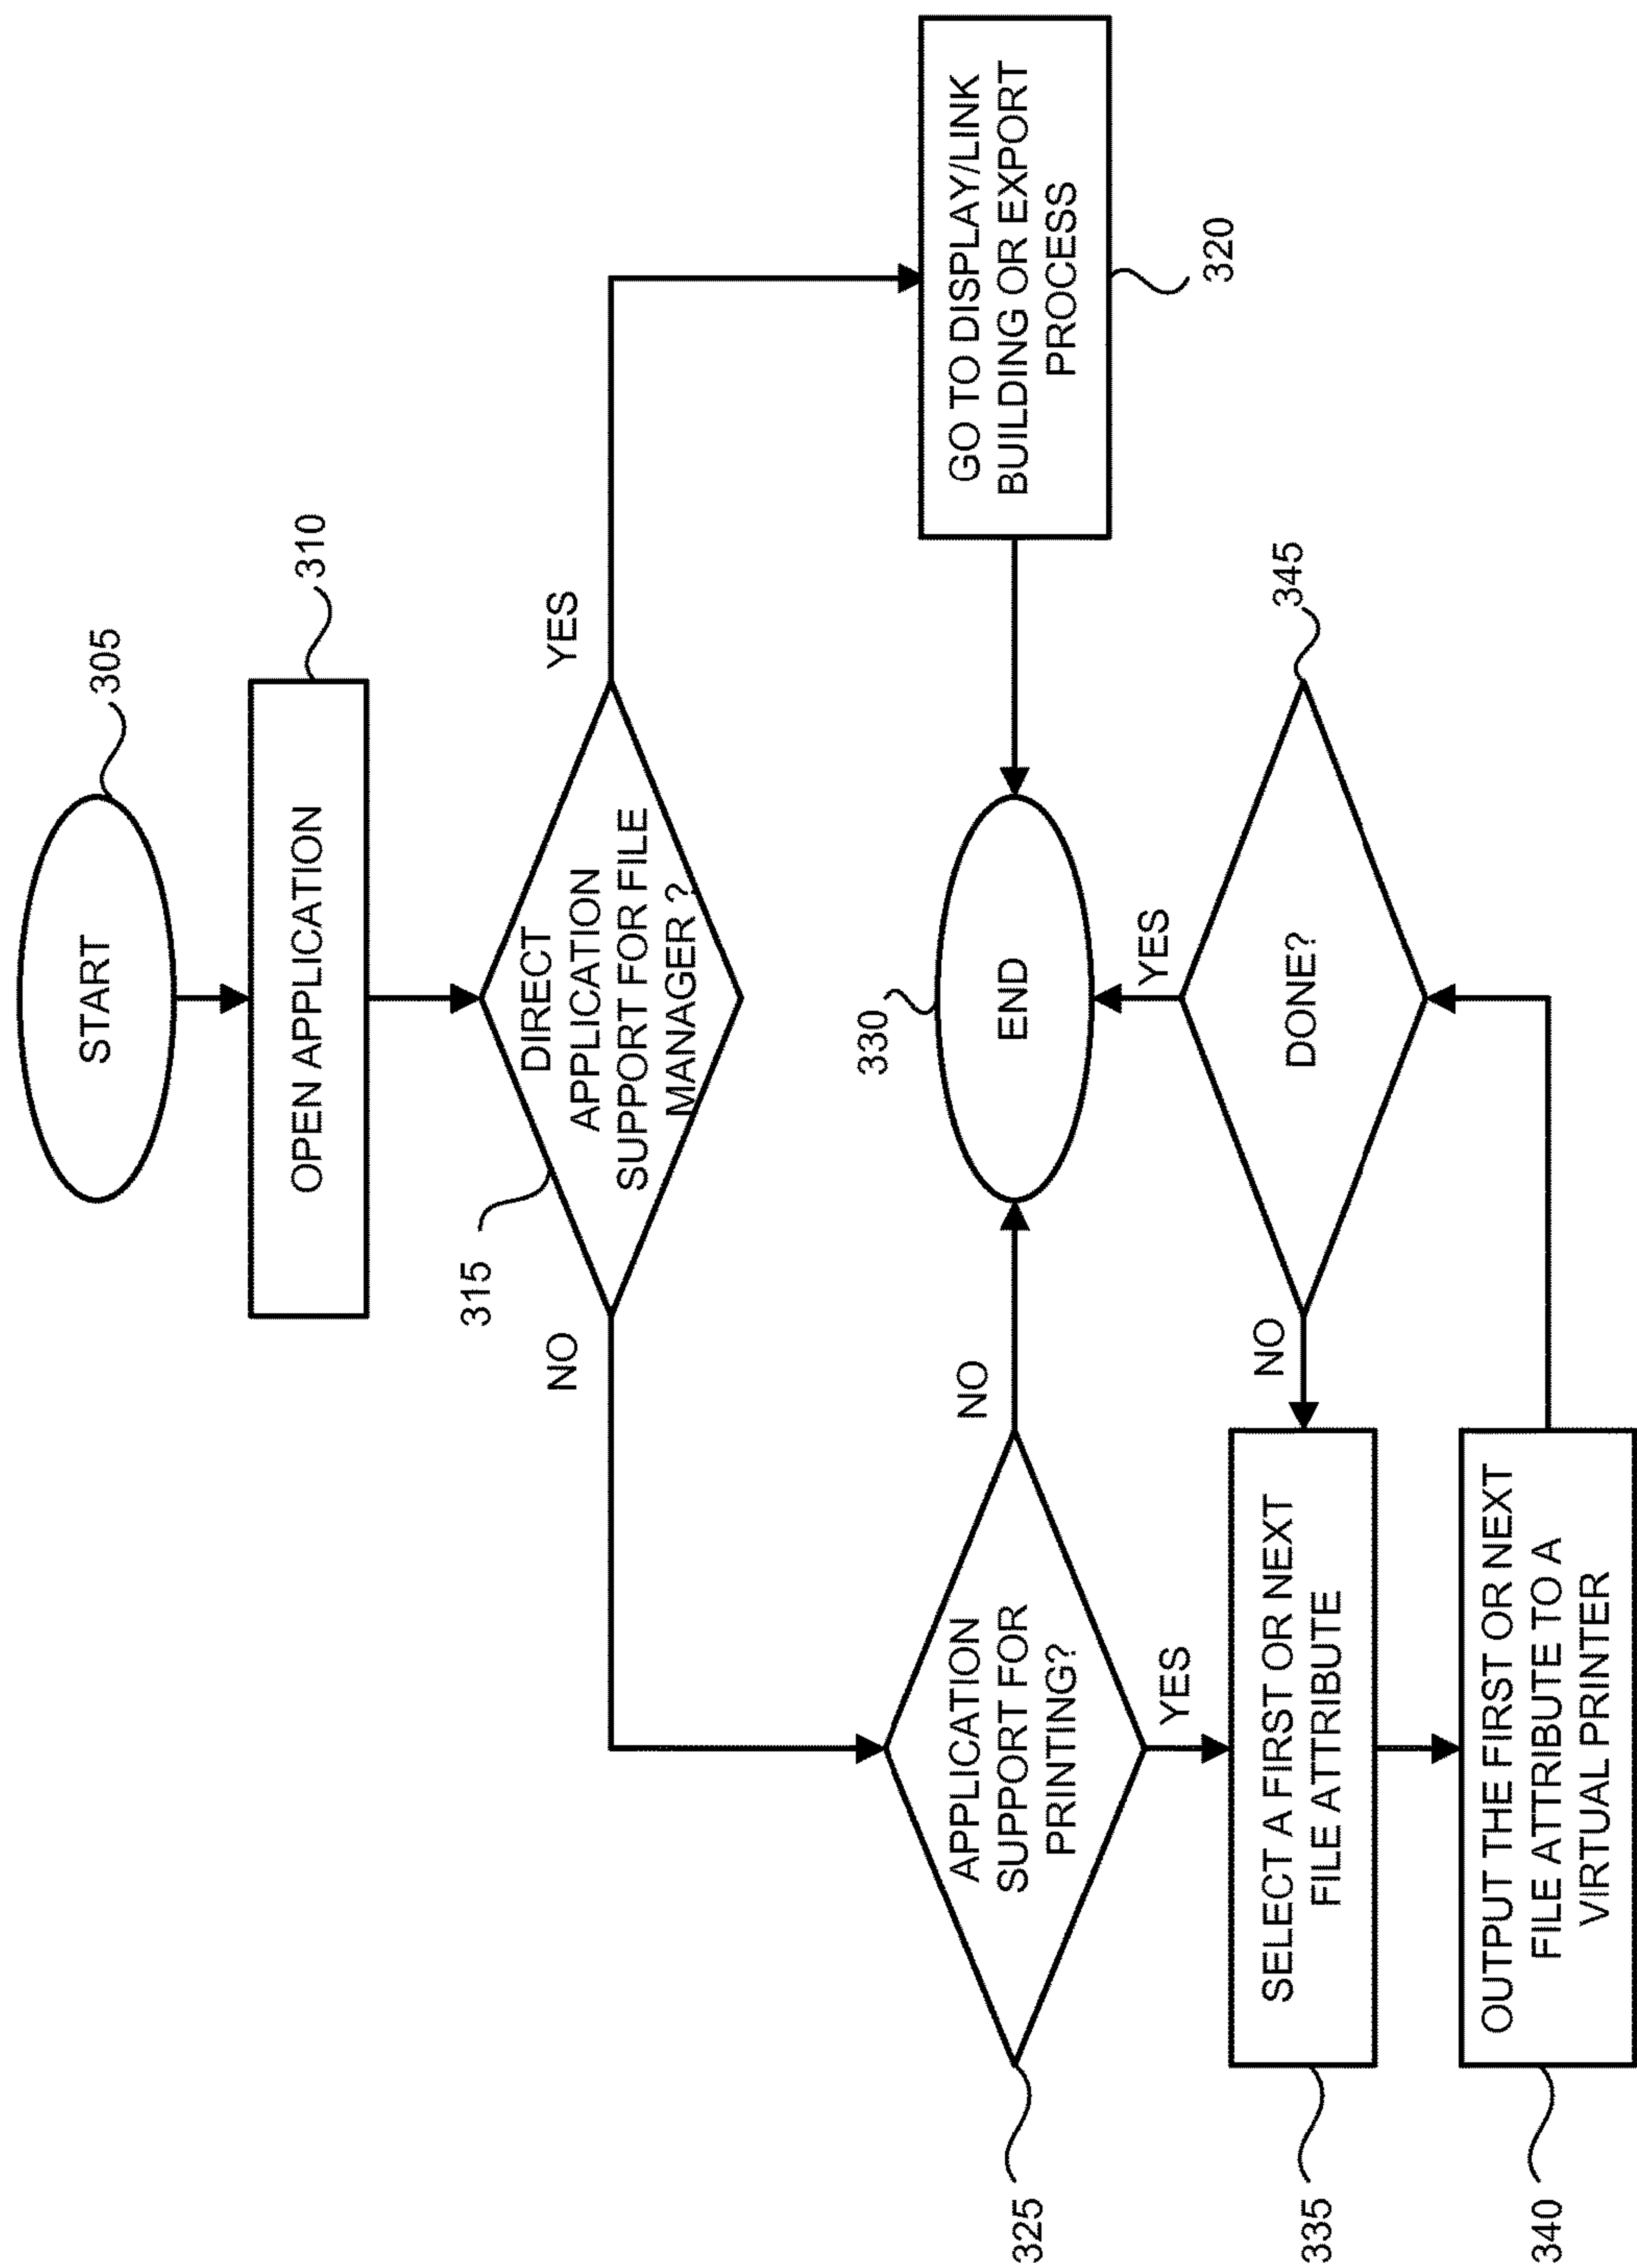 START
305
OPEN APPLICATION
310
DIRECT
APPLICATION
SUPPORT FOR FILE
MANAGER ?
315
NO
YES
APPLICATION
SUPPORT FOR
PRINTING?
325
NO
YES
330
END
GO TO DISPLAY/LINK
BUILDING OR EXPORT
PROCESS
320
SELECT A FIRST OR NEXT
FILE ATTRIBUTE
335
NO
DONE?
YES
345
OUTPUT THE FIRST OR NEXT
FILE ATTRIBUTE TO A
VIRTUAL PRINTER
340